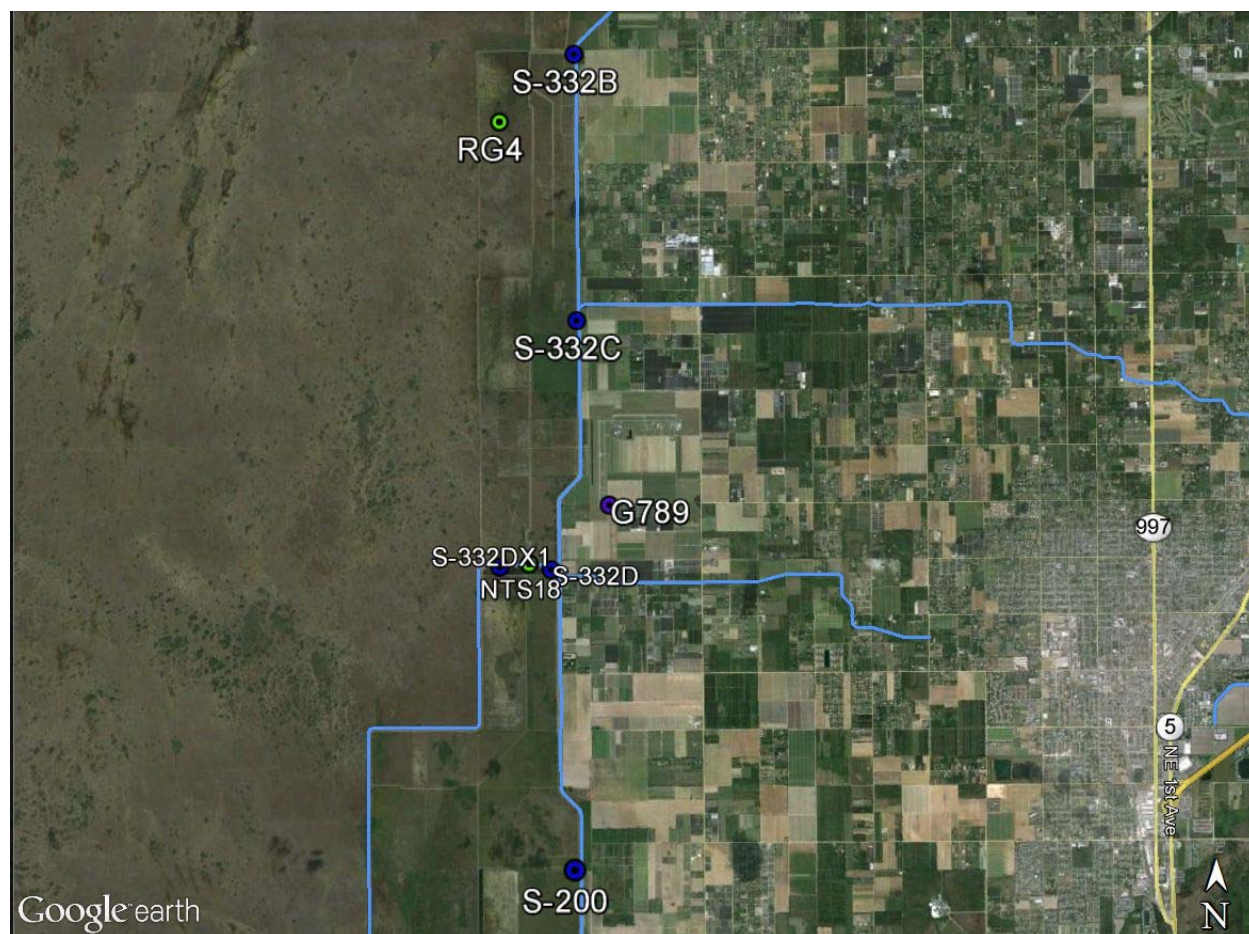 S-332B
RG4
S-332C
G789
997
S-332DX1
S-332D
NTS18
5
NE 1st Ave
S-200
Google earth
N